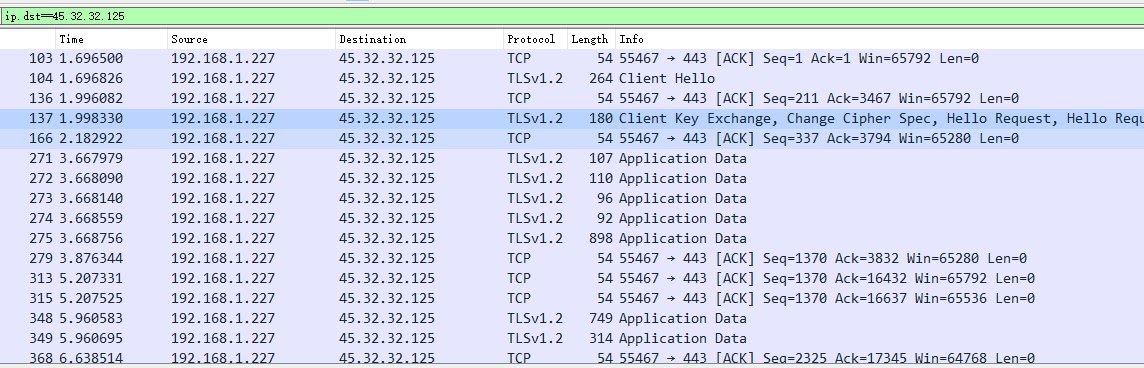 ip.dst==45.32.32.125
Time Source Destination Protocol Length Info
103 1.696500 192.168.1.227 45.32.32.125 TCP 54 55467 → 443 [ACK] Seq=1 Ack=1 Win=65792 Len=0
104 1.696826 192.168.1.227 45.32.32.125 TLSv1.2 264 Client Hello
136 1.996082 192.168.1.227 45.32.32.125 TCP 54 55467 → 443 [ACK] Seq=211 Ack=3467 Win=65792 Len=0
137 1.998330 192.168.1.227 45.32.32.125 TLSv1.2 180 Client Key Exchange, Change Cipher Spec, Hello Request, Hello Requ
166 2.182922 192.168.1.227 45.32.32.125 TCP 54 55467 → 443 [ACK] Seq=337 Ack=3794 Win=65280 Len=0
271 3.667979 192.168.1.227 45.32.32.125 TLSv1.2 107 Application Data
272 3.668090 192.168.1.227 45.32.32.125 TLSv1.2 110 Application Data
273 3.668140 192.168.1.227 45.32.32.125 TLSv1.2 96 Application Data
274 3.668559 192.168.1.227 45.32.32.125 TLSv1.2 92 Application Data
275 3.668756 192.168.1.227 45.32.32.125 TLSv1.2 898 Application Data
279 3.876344 192.168.1.227 45.32.32.125 TCP 54 55467 → 443 [ACK] Seq=1370 Ack=3832 Win=65280 Len=0
313 5.207331 192.168.1.227 45.32.32.125 TCP 54 55467 → 443 [ACK] Seq=1370 Ack=16432 Win=65792 Len=0
315 5.207525 192.168.1.227 45.32.32.125 TCP 54 55467 → 443 [ACK] Seq=1370 Ack=16637 Win=65536 Len=0
348 5.960583 192.168.1.227 45.32.32.125 TLSv1.2 749 Application Data
349 5.960695 192.168.1.227 45.32.32.125 TLSv1.2 314 Application Data
368 6.638514 192.168.1.227 45.32.32.125 TCP 54 55467 → 443 [ACK] Seq=2325 Ack=17345 Win=64768 Len=0